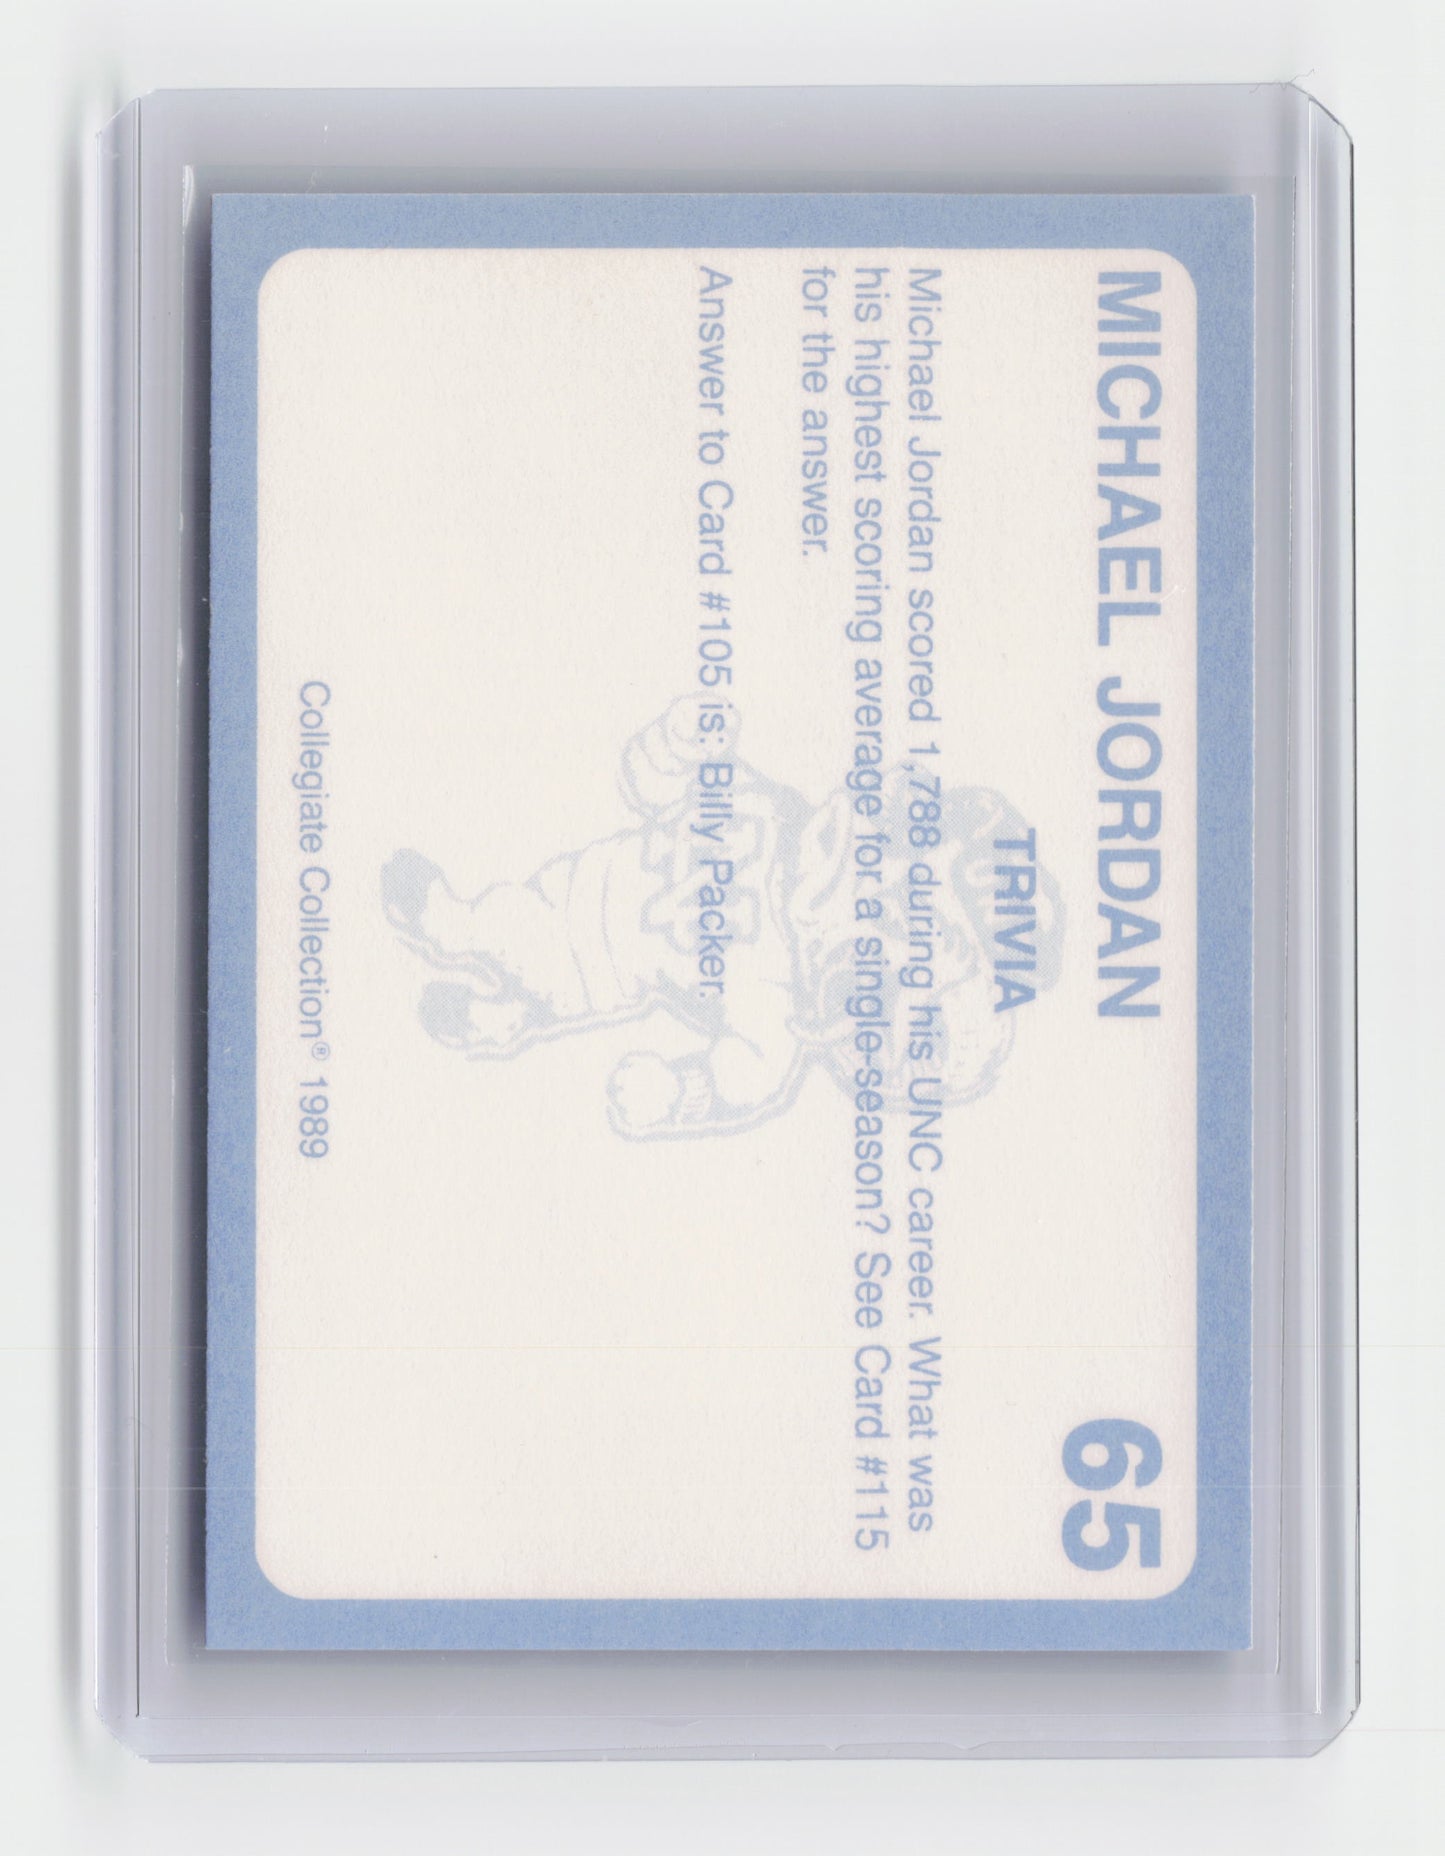 MICHAEL JORDAN
65
TRIVIA
Michael Jordan scored 1,788 during his UNC career. What was
his highest scoring average for a single-season? See Card #115
for the answer.
Answer to Card #105 is: Billy Packer.
Collegiate Collection® 1989